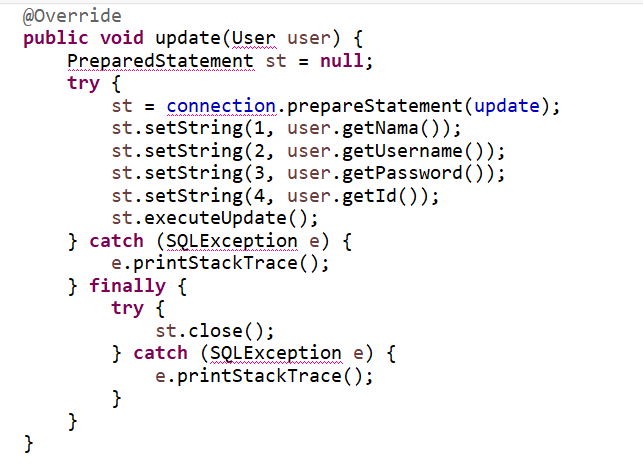 @Override
public void update(User user) {
    PreparedStatement st = null;
    try {
        st = connection.prepareStatement(update);
        st.setString(1, user.getNama());
        st.setString(2, user.getUsername());
        st.setString(3, user.getPassword());
        st.setString(4, user.getId());
        st.executeUpdate();
    } catch (SQLException e) {
        e.printStackTrace();
    } finally {
        try {
            st.close();
        } catch (SQLException e) {
            e.printStackTrace();
        }
    }
}